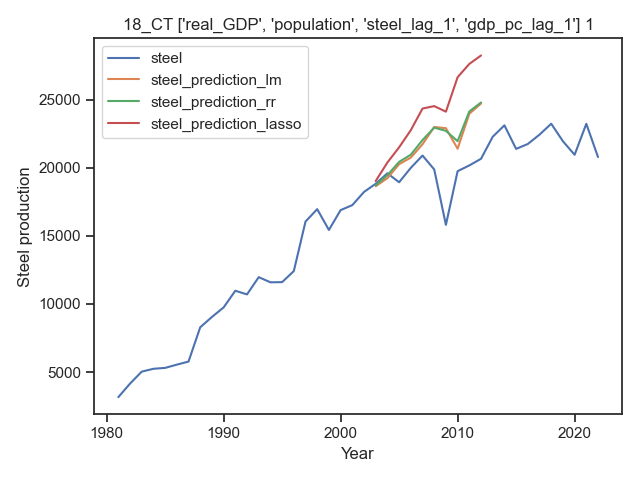 18_CT ['real_GDP', 'population', 'steel_lag_1', 'gdp_pc_lag_1'] 1
steel
steel_prediction_lm
steel_prediction_rr
steel_prediction_lasso
25000
20000
15000
10000
5000
Steel production
1980
1990
2000
2010
2020
Year